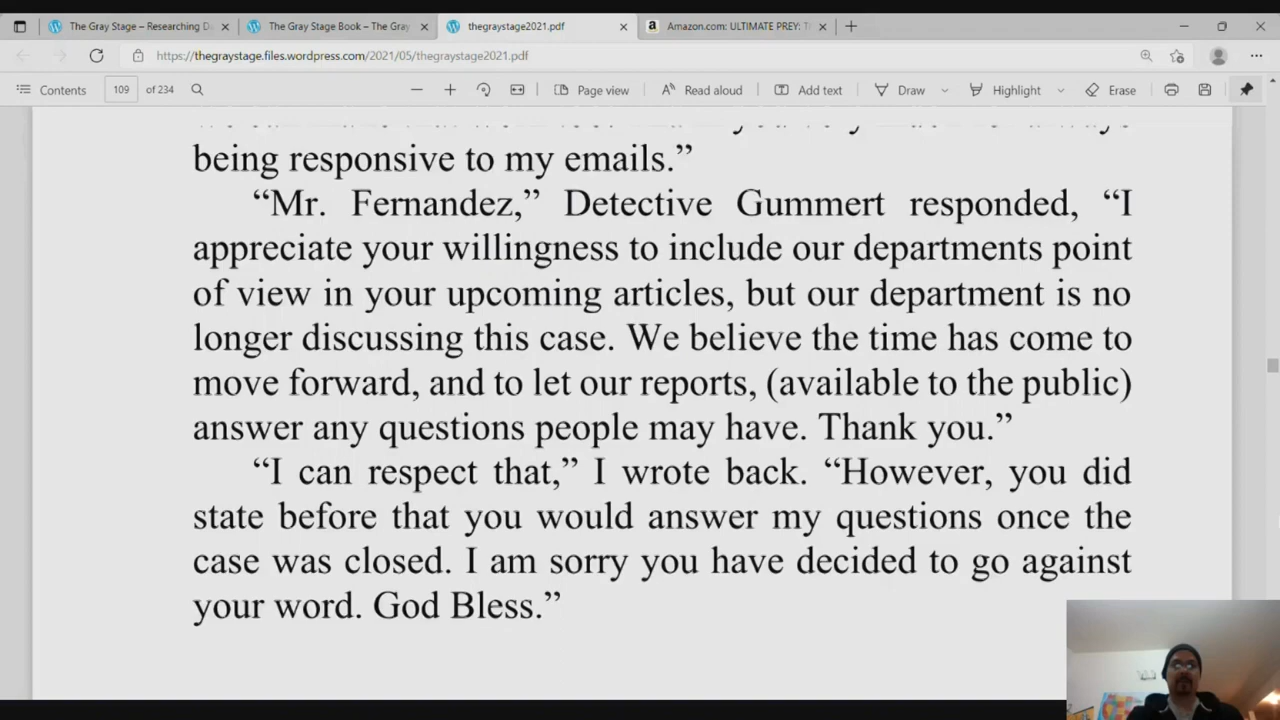 The Gray Stage – Researching D
The Gray Stage Book – The Gray
thegraystage2021.pdf
Amazon.com: ULTIMATE PREY: T
https://thegraystage.files.wordpress.com/2021/05/thegraystage2021.pdf
Contents 109 of 234 Page view Read aloud Add text Draw Highlight Erase
being responsive to my emails.”
“Mr. Fernandez,” Detective Gummert responded, “I
appreciate your willingness to include our departments point
of view in your upcoming articles, but our department is no
longer discussing this case. We believe the time has come to
move forward, and to let our reports, (available to the public)
answer any questions people may have. Thank you.”
“I can respect that,” I wrote back. “However, you did
state before that you would answer my questions once the
case was closed. I am sorry you have decided to go against
your word. God Bless.”